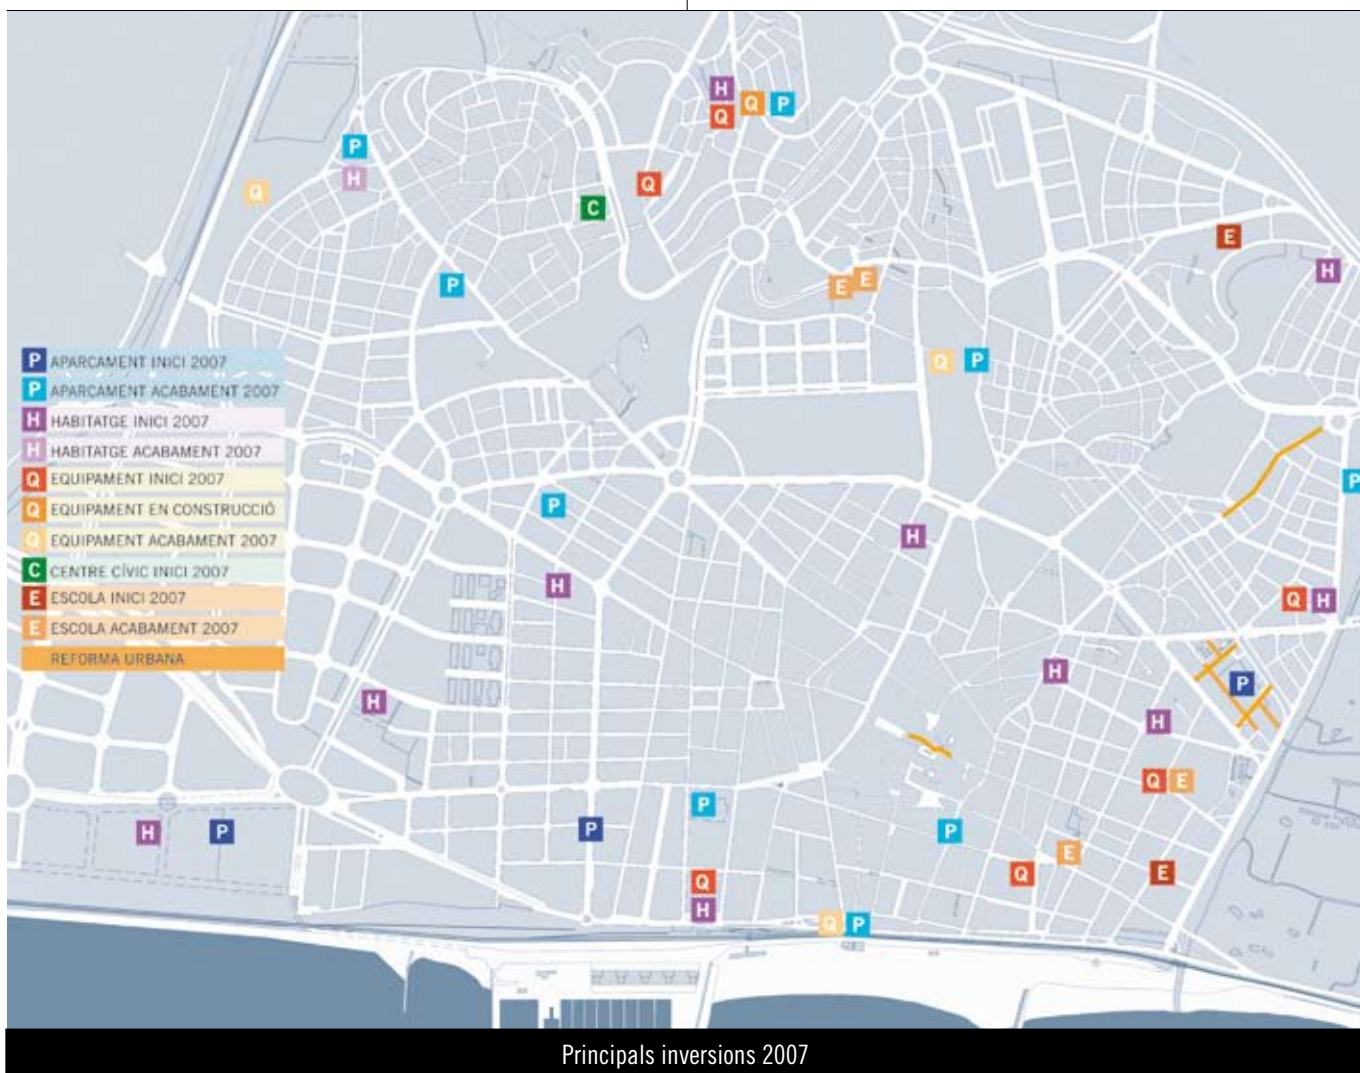 H
Q Q P
P
H
Q
Q
C
E
H
P
E E
Q P
P APARCAMENT INICI 2007
P APARCAMENT ACABAMENT 2007
H HABITATGE INICI 2007
H HABITATGE ACABAMENT 2007
Q EQUIPAMENT INICI 2007
Q EQUIPAMENT EN CONSTRUCCIÓ
Q EQUIPAMENT ACABAMENT 2007
C CENTRE CÍVIC INICI 2007
E ESCOLA INICI 2007
E ESCOLA ACABAMENT 2007
REFORMA URBANA
P
P
H
H
Q H
H
P
H
H
Q E
P
H P
P
P
E
Q
E
Q
H
Q P
Principals inversions 2007